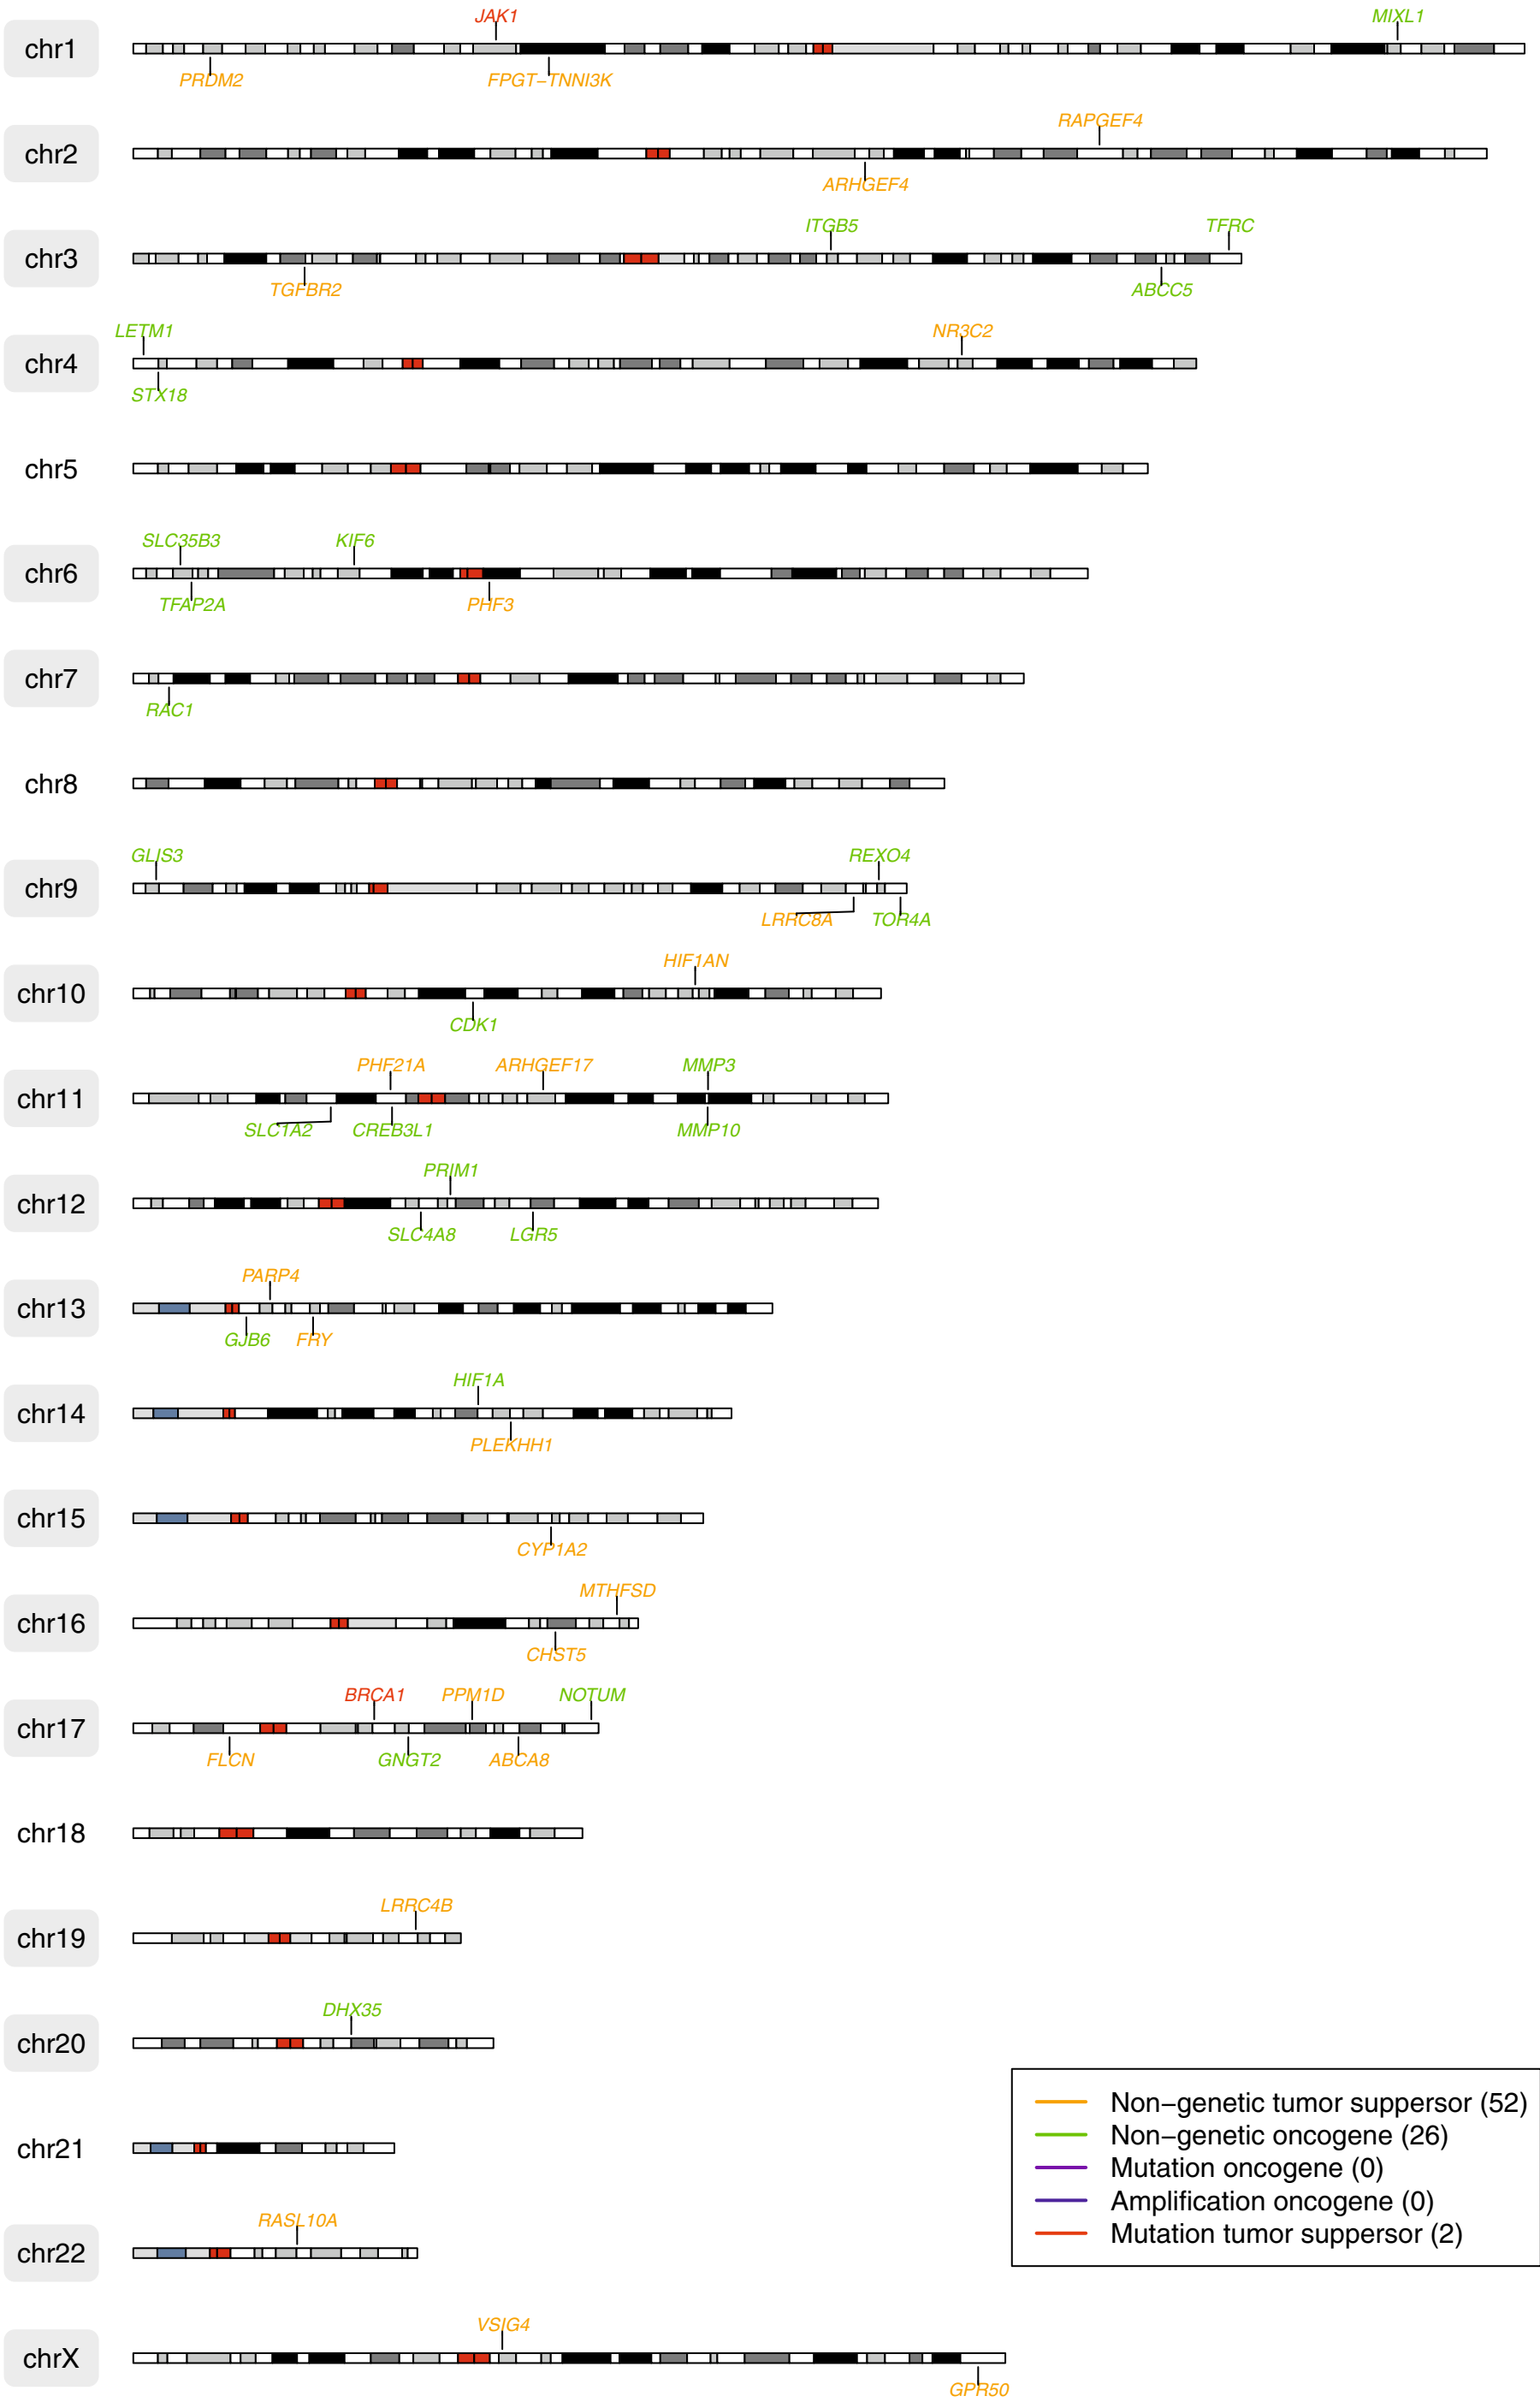 JAK1 MIXL1
chr1
PRDM2 FPGT−TNNI3K
RAPGEF4
chr2
ARHGEF4
ITGB5 TFRC
chr3
TGFBR2 ABCC5
LETM1 NR3C2
chr4
STX18
chr5
SLC35B3 KIF6
chr6
TFAP2A PHF3
chr7
RAC1
chr8
GLIS3 REXO4
chr9
LRRC8A TOR4A
HIF1AN
chr10
CDK1
PHF21A ARHGEF17 MMP3
chr11
SLC1A2 CREB3L1 MMP10
PRIM1
chr12
SLC4A8 LGR5
PARP4
chr13
GJB6 FRY
HIF1A
chr14
PLEKHH1
chr15
CYP1A2
MTHFSD
chr16
CHST5
BRCA1 PPM1D NOTUM
chr17
FLCN GNGT2 ABCA8
chr18
LRRC4B
chr19
DHX35
chr20
Non−genetic tumor suppersor (52)
Non−genetic oncogene (26)
chr21
Mutation oncogene (0)
Amplification oncogene (0)
Mutation tumor suppersor (2)
RASL10A
chr22
VSIG4
chrX
GPR50